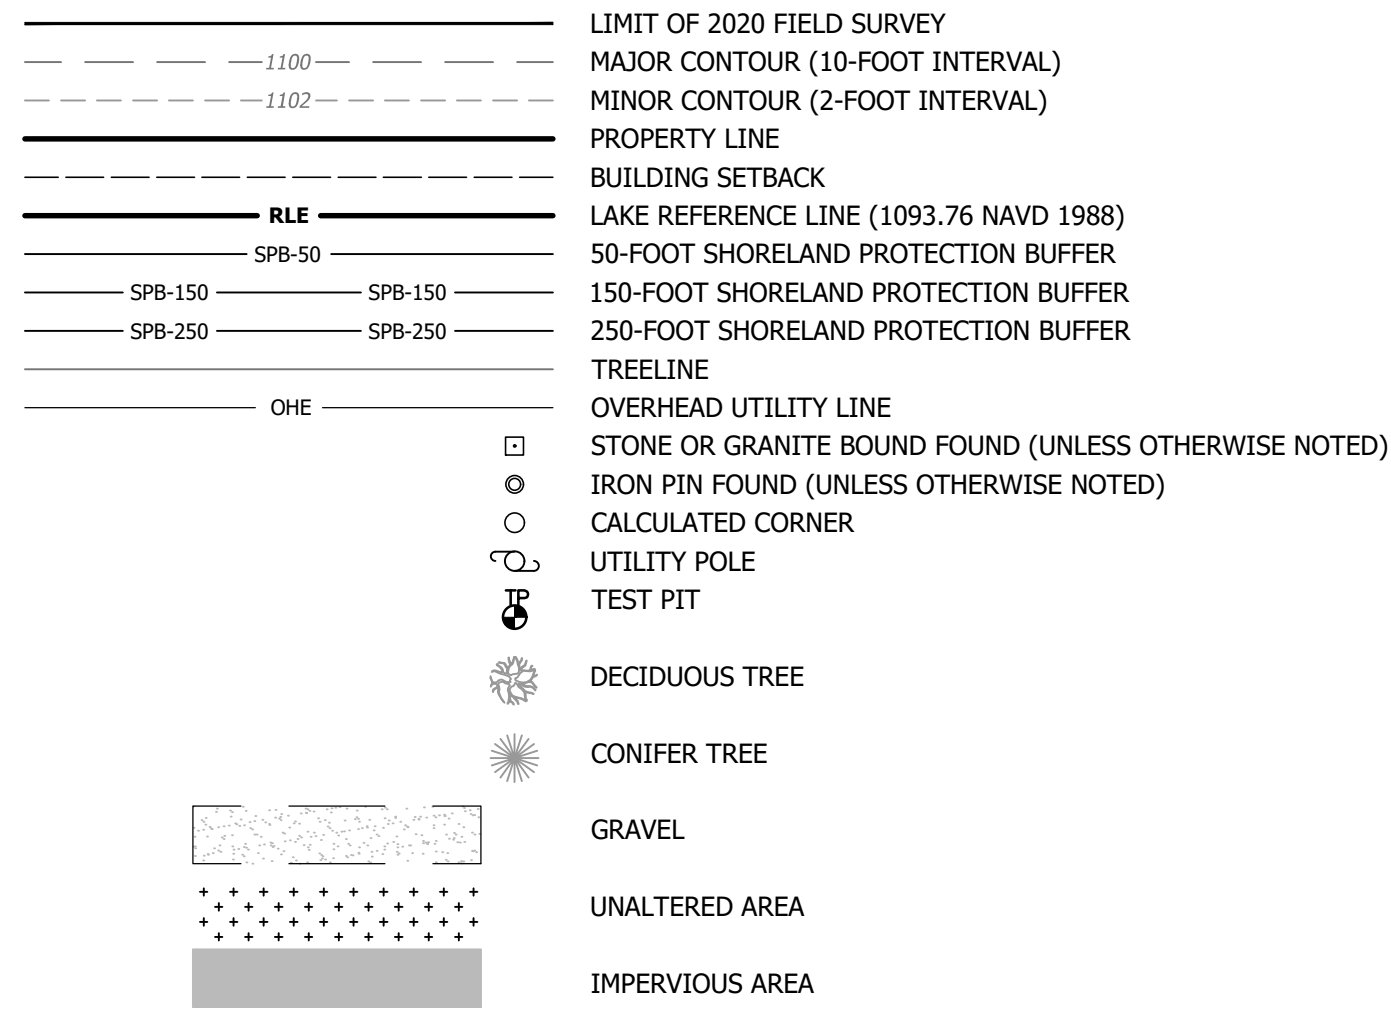 LIMIT OF 2020 FIELD SURVEY
1100 MAJOR CONTOUR (10-FOOT INTERVAL)
1102 MINOR CONTOUR (2-FOOT INTERVAL)
PROPERTY LINE
BUILDING SETBACK
RLE LAKE REFERENCE LINE (1093.76 NAVD 1988)
SPB-50 50-FOOT SHORELAND PROTECTION BUFFER
SPB-150 SPB-150 150-FOOT SHORELAND PROTECTION BUFFER
SPB-250 SPB-250 250-FOOT SHORELAND PROTECTION BUFFER
TREELINE
OHE OVERHEAD UTILITY LINE
STONE OR GRANITE BOUND FOUND (UNLESS OTHERWISE NOTED)
IRON PIN FOUND (UNLESS OTHERWISE NOTED)
CALCULATED CORNER
UTILITY POLE
TP TEST PIT
DECIDUOUS TREE
CONIFER TREE
GRAVEL
UNALTERED AREA
IMPERVIOUS AREA